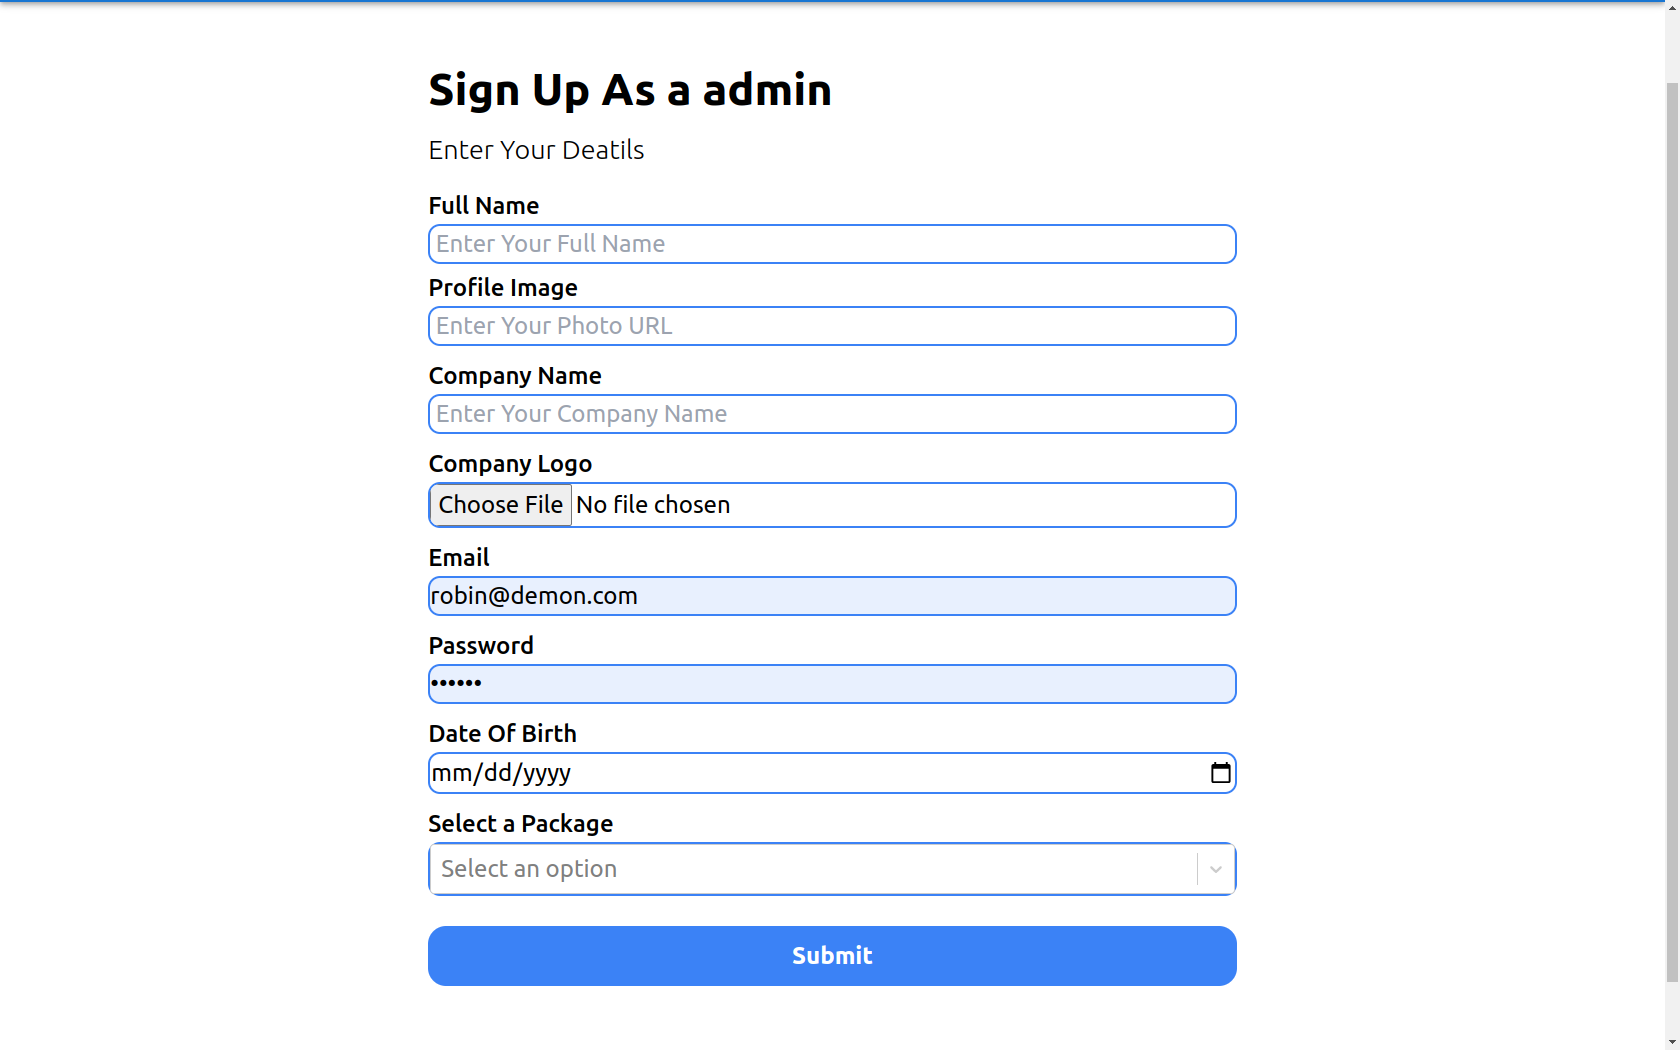 Sign Up As a admin
Enter Your Deatils
Full Name
Enter Your Full Name
Profile Image
Enter Your Photo URL
Company Name
Enter Your Company Name
Company Logo
Choose File No file chosen
Email
robin@demon.com
Password
••••••
Date Of Birth
mm/dd/yyyy
Select a Package
Select an option
Submit